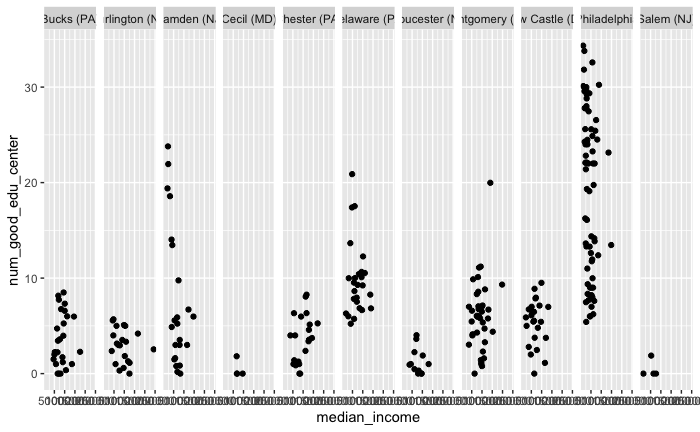 Bucks (PA
rlington (N
amden (NJ
Cecil (MD)
hester (PA
elaware (P
oucester (N
ntgomery (
w Castle (D
Philadelphi
Salem (NJ
num_good_edu_center
30
20
10
0
median_income